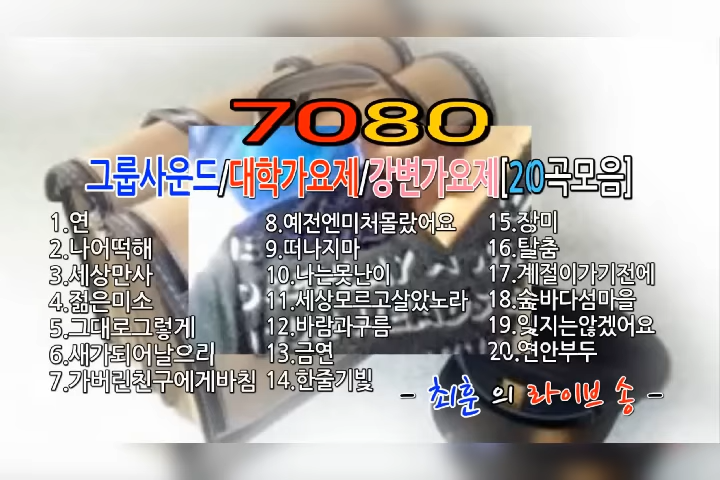 7080
그룹사운드/대학가요제/강변가요제[20곡모음]
1.연
2.나어떡해
3.세상만사
4.젊은미소
5.그대로그렇게
6.새가되어날으리
7.가버린친구에게바침
8.예전엔미처몰랐어요
9.떠나지마
10.나는못난이
11.세상모르고살았노라
12.바람과구름
13.금연
14.한줄기빛
15.장미
16.탈춤
17.계절이가기전에
18.숲바다섬마을
19.잊지는않겠어요
20.연안부두
- 최훈 의 라이브 송 -